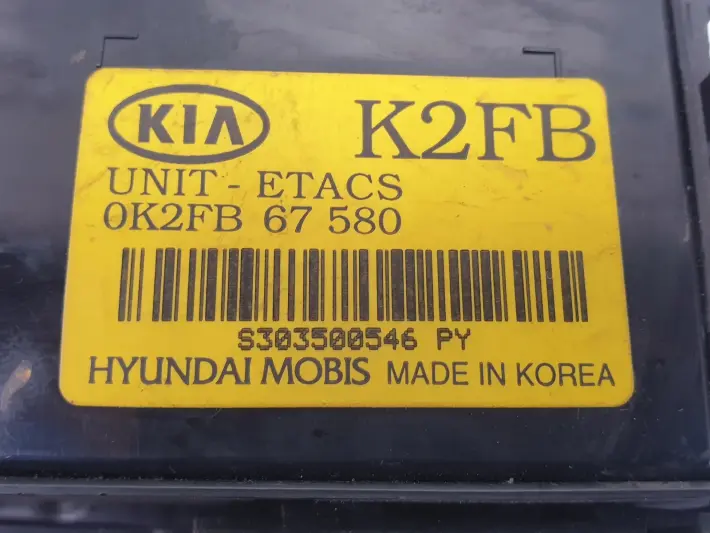 KIA K2FB
UNIT - ETACS
0K2FB 67 580
S303500546 PY
HYUNDAI MOBIS MADE IN KOREA